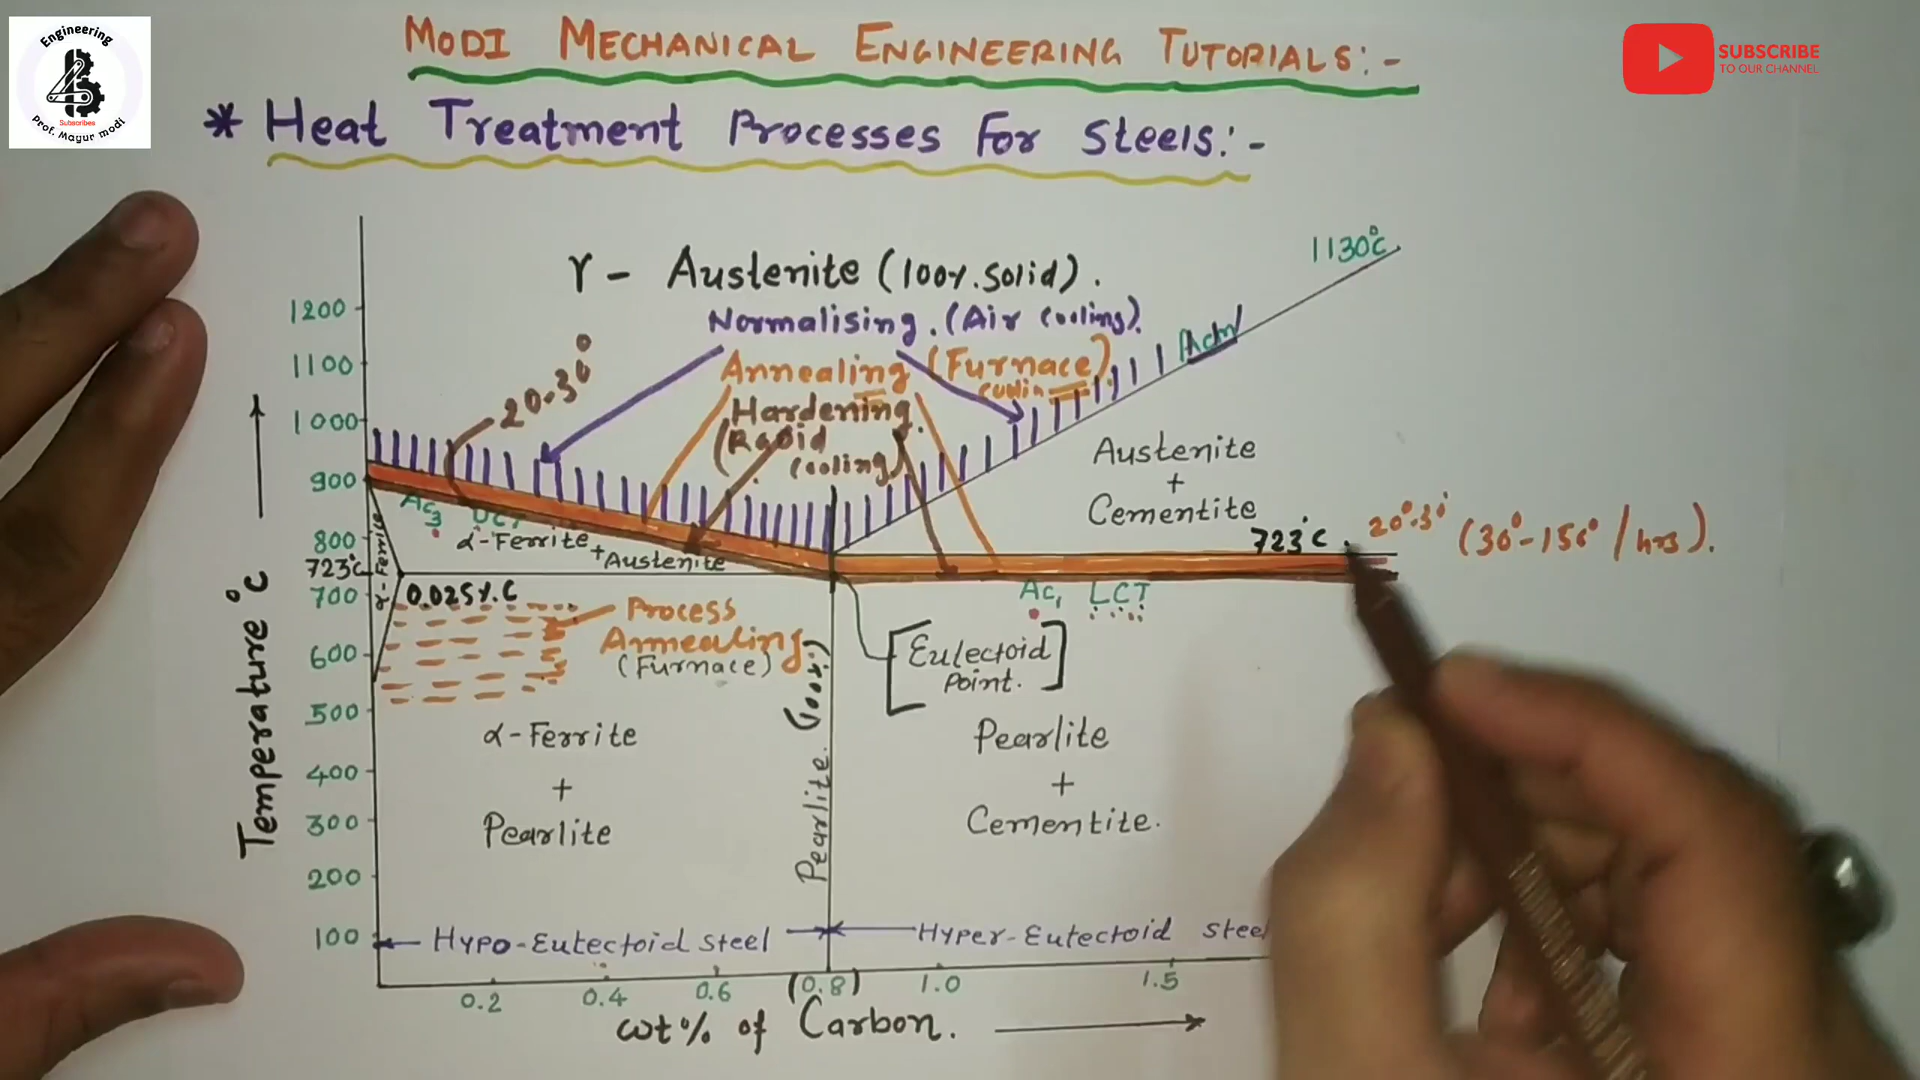 Engineering
Subscribe
Prof. Mayur modi
MODI MECHANICAL ENGINEERING TUTORIALS:-
SUBSCRIBE
TO OUR CHANNEL
* Heat Treatment Processes For Steels:-
1130°C
γ - Austenite (100%.Solid).
Normalising. (Air cooling).
Annealing (Furnace)
Hardening.
(Rapid
cooling)
Acm
20-30°
1200
1100
1000
900
800
723°C
700
600
500
400
300
200
100
Temperature °C
Ac3
α-Ferrite
+ Austenite
α-Ferrite
0.025%.C
Process
Annealing.
(Furnace)
Austenite
+
Cementite
723°C
20°-30° (30°-150°/hrs).
Ac1 LCT
Eutectoid
Point.
Pearlite. (100%)
α-Ferrite
+
Pearlite
Pearlite
+
Cementite.
Hypo-Eutectoid steel
Hyper-Eutectoid steel
0.2
0.4
0.6
(0.8)
1.0
1.5
wt% of Carbon.